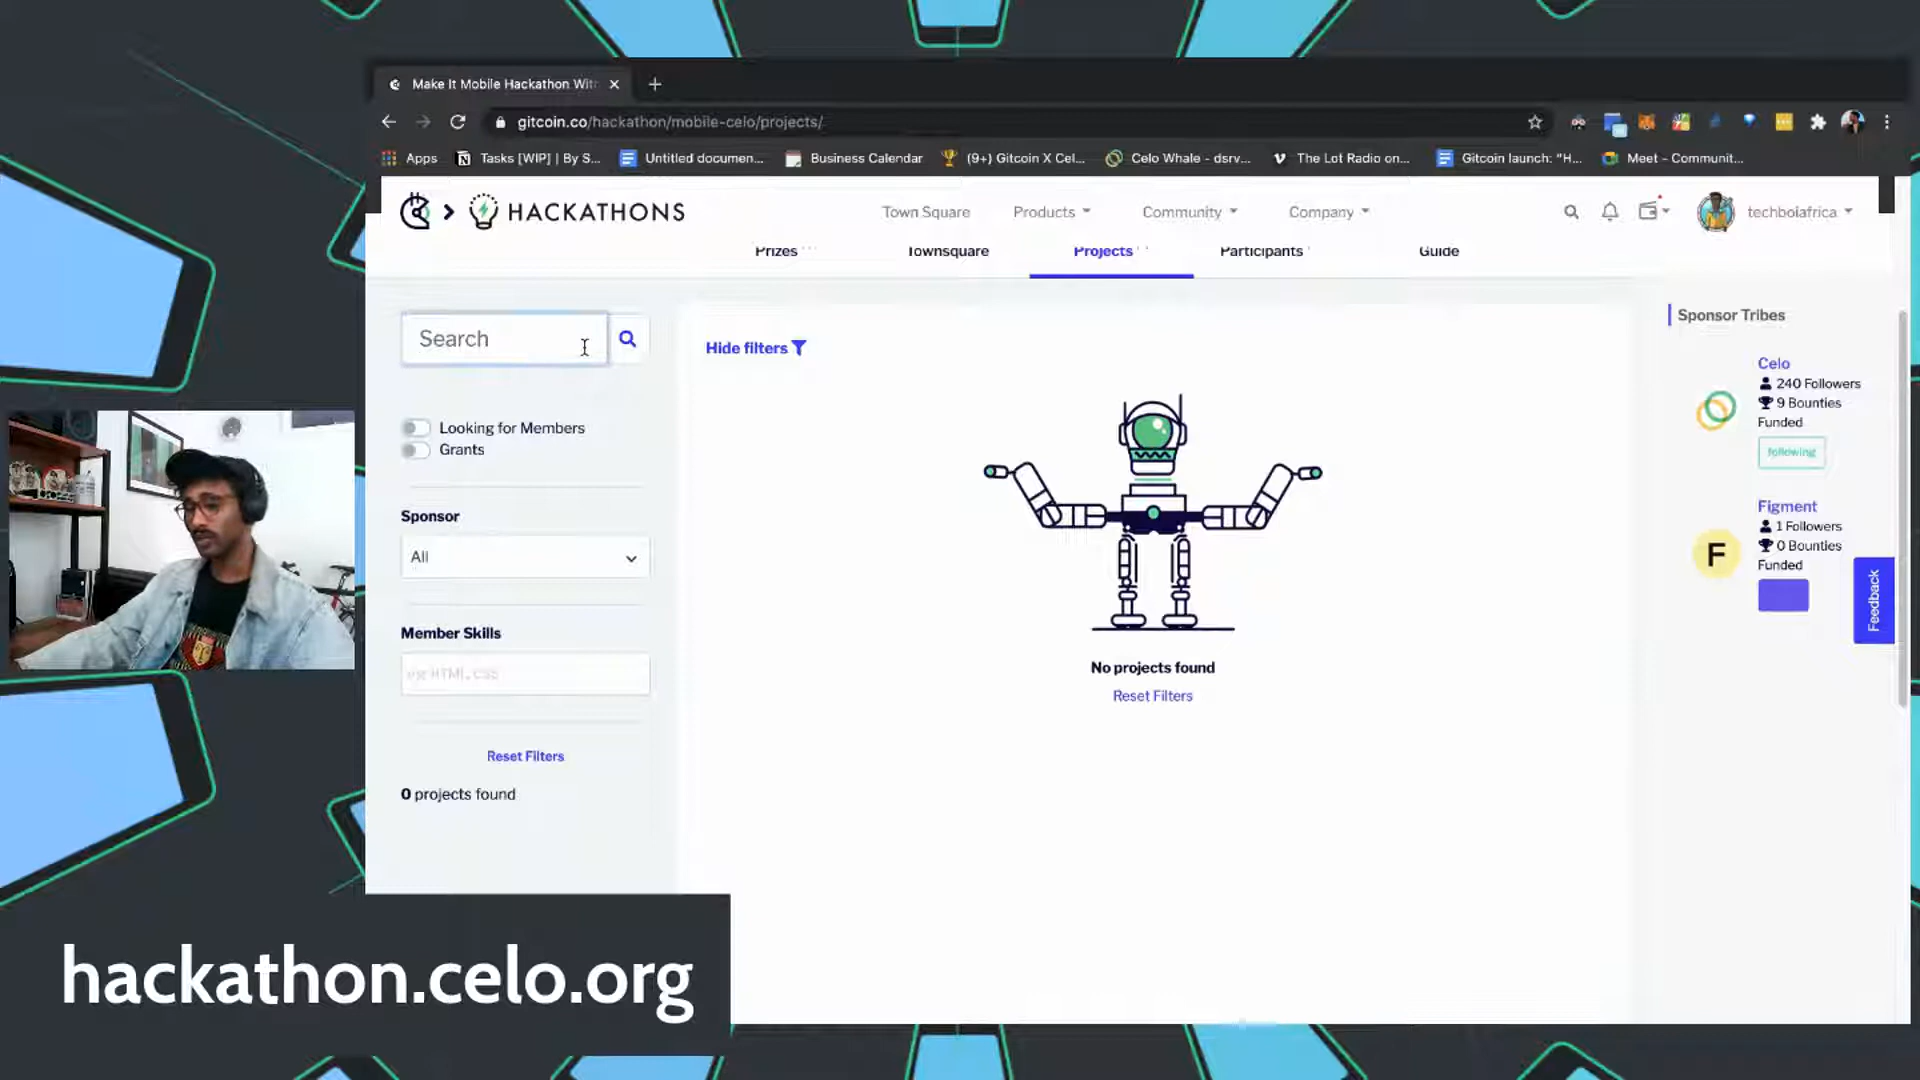 Make It Mobile Hackathon Wit
gitcoin.co/hackathon/mobile-celo/projects/
Apps
Tasks [WIP] | By S...
Untitled documen...
Business Calendar
(9+) Gitcoin X Cel...
Celo Whale - dsrv...
The Lot Radio on...
Gitcoin launch: "H...
Meet - Communit...
HACKATHONS
Town Square
Products
Community
Company
techboiafrica
Prizes
Townsquare
Projects
Participants
Guide
Search
Hide filters
Looking for Members
Grants
Sponsor
All
Member Skills
eg HTML,CSS
Reset Filters
0 projects found
No projects found
Reset Filters
Sponsor Tribes
Celo
240 Followers
9 Bounties
Funded
following
F
Figment
1 Followers
0 Bounties
Funded
Feedback
hackathon.celo.org